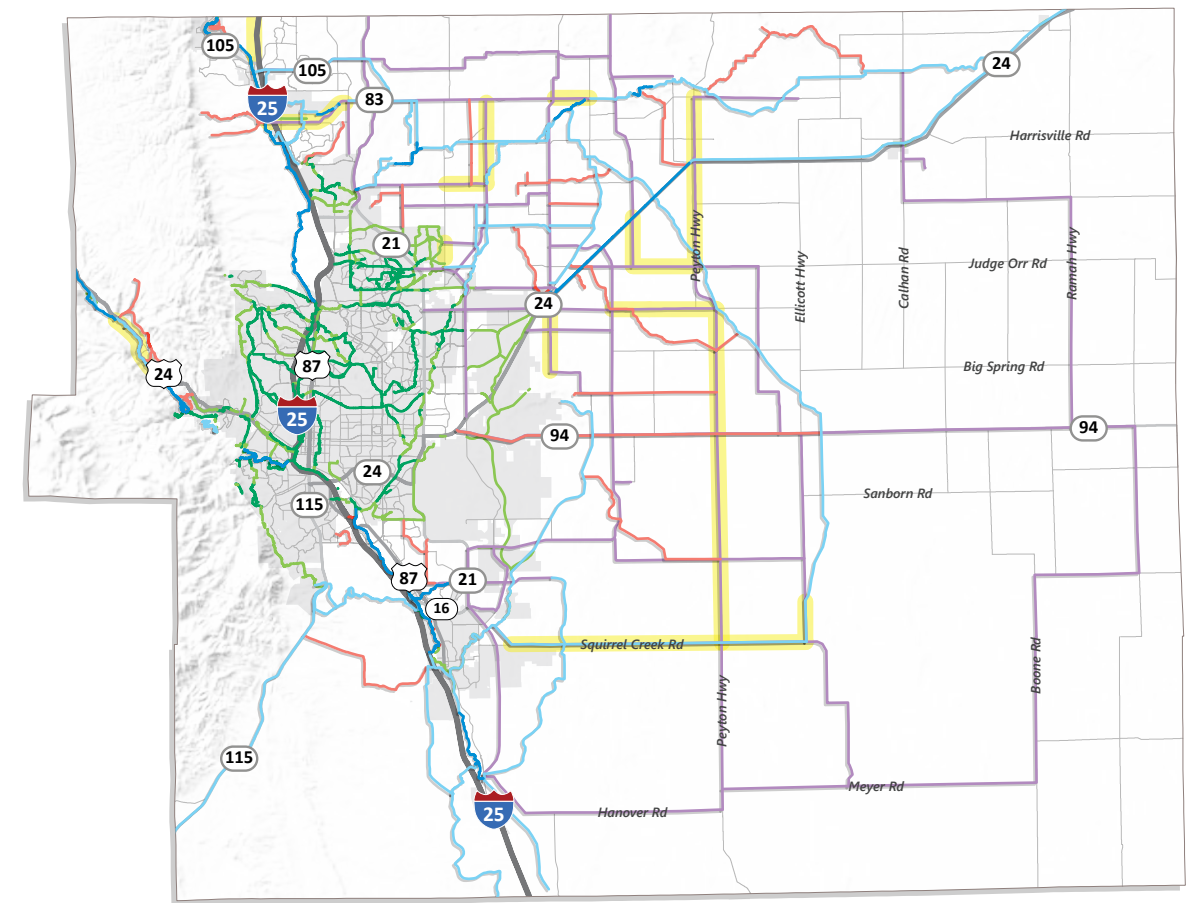 105
24
105
83
25
Harrisville Rd
Peyton Hwy
21
Ramah Hwy
Judge Orr Rd
Calhan Rd
Ellicott Hwy
24
87
24
Big Spring Rd
25
94
94
24
Sanborn Rd
115
87
21
16
Squirrel Creek Rd
Boone Rd
Peyton Hwy
115
Meyer Rd
25
Hanover Rd